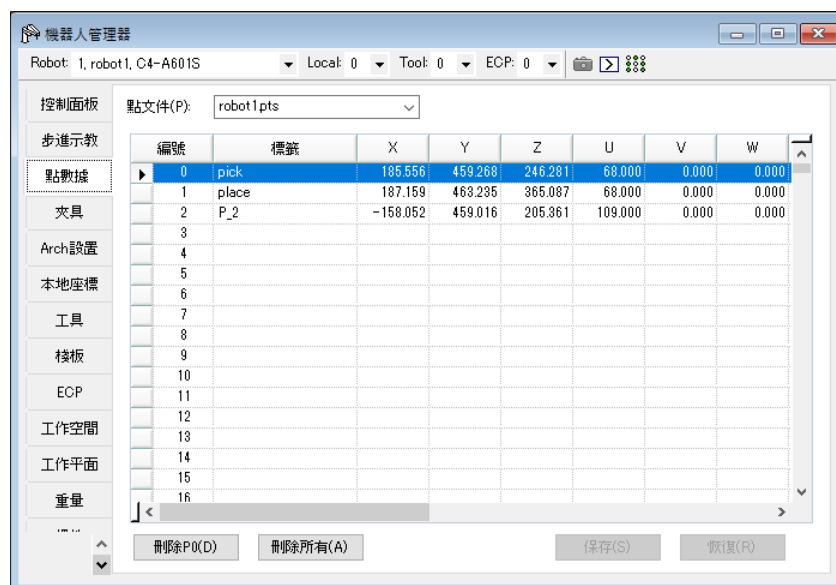 機器人管理器
Robot: 1, robot1, C4-A601S Local: 0 Tool: 0 ECP: 0
控制面板
步進示教
點數據
夾具
Arch設置
本地座標
工具
棧板
ECP
工作空間
工作平面
重量
點文件(P): robot1.pts
編號 標籤 X Y Z U V W
0 pick 185.556 459.268 246.281 68.000 0.000 0.000
1 place 187.159 463.235 365.087 68.000 0.000 0.000
2 P_2 -158.052 459.016 205.361 109.000 0.000 0.000
3
4
5
6
7
8
9
10
11
12
13
14
15
16
刪除P0(D) 刪除所有(A) 保存(S) 恢復(R)